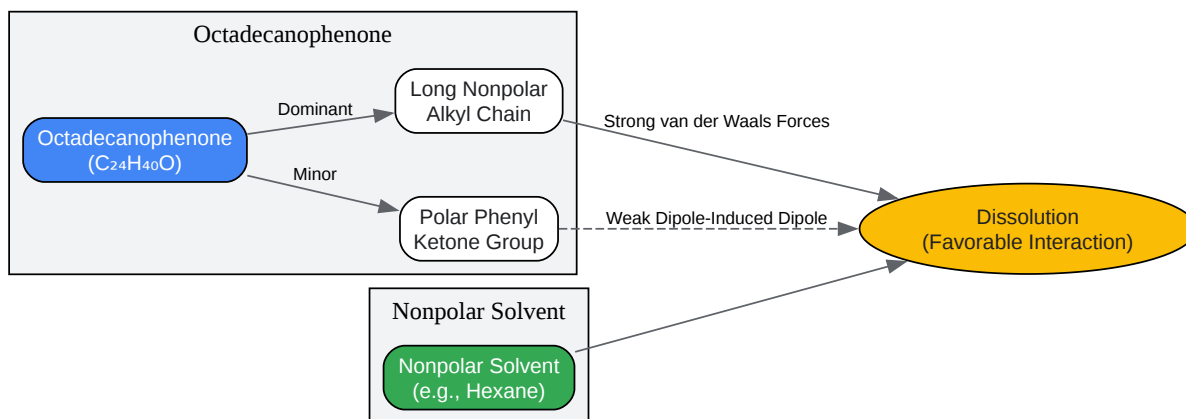 Octadecanophenone
Octadecanophenone
(C₂₄H₄₀O)
Dominant
Minor
Long Nonpolar
Alkyl Chain
Polar Phenyl
Ketone Group
Strong van der Waals Forces
Weak Dipole-Induced Dipole
Dissolution
(Favorable Interaction)
Nonpolar Solvent
Nonpolar Solvent
(e.g., Hexane)